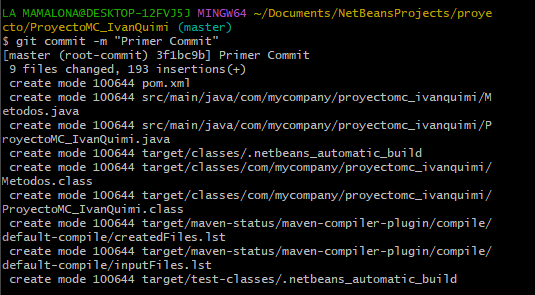 LA MAMALONA@DESKTOP-12FVJ5J MINGW64 ~/Documents/NetBeansProjects/proye
cto/ProyectoMC_IvanQuimi (master)
$ git commit -m "Primer Commit"
[master (root-commit) 3f1bc9b] Primer Commit
 9 files changed, 193 insertions(+)
 create mode 100644 pom.xml
 create mode 100644 src/main/java/com/mycompany/proyectomc_ivanquimi/M
etodos.java
 create mode 100644 src/main/java/com/mycompany/proyectomc_ivanquimi/P
royectoMC_IvanQuimi.java
 create mode 100644 target/classes/.netbeans_automatic_build
 create mode 100644 target/classes/com/mycompany/proyectomc_ivanquimi/
Metodos.class
 create mode 100644 target/classes/com/mycompany/proyectomc_ivanquimi/
ProyectoMC_IvanQuimi.class
 create mode 100644 target/maven-status/maven-compiler-plugin/compile/
default-compile/createdFiles.lst
 create mode 100644 target/maven-status/maven-compiler-plugin/compile/
default-compile/inputFiles.lst
 create mode 100644 target/test-classes/.netbeans_automatic_build